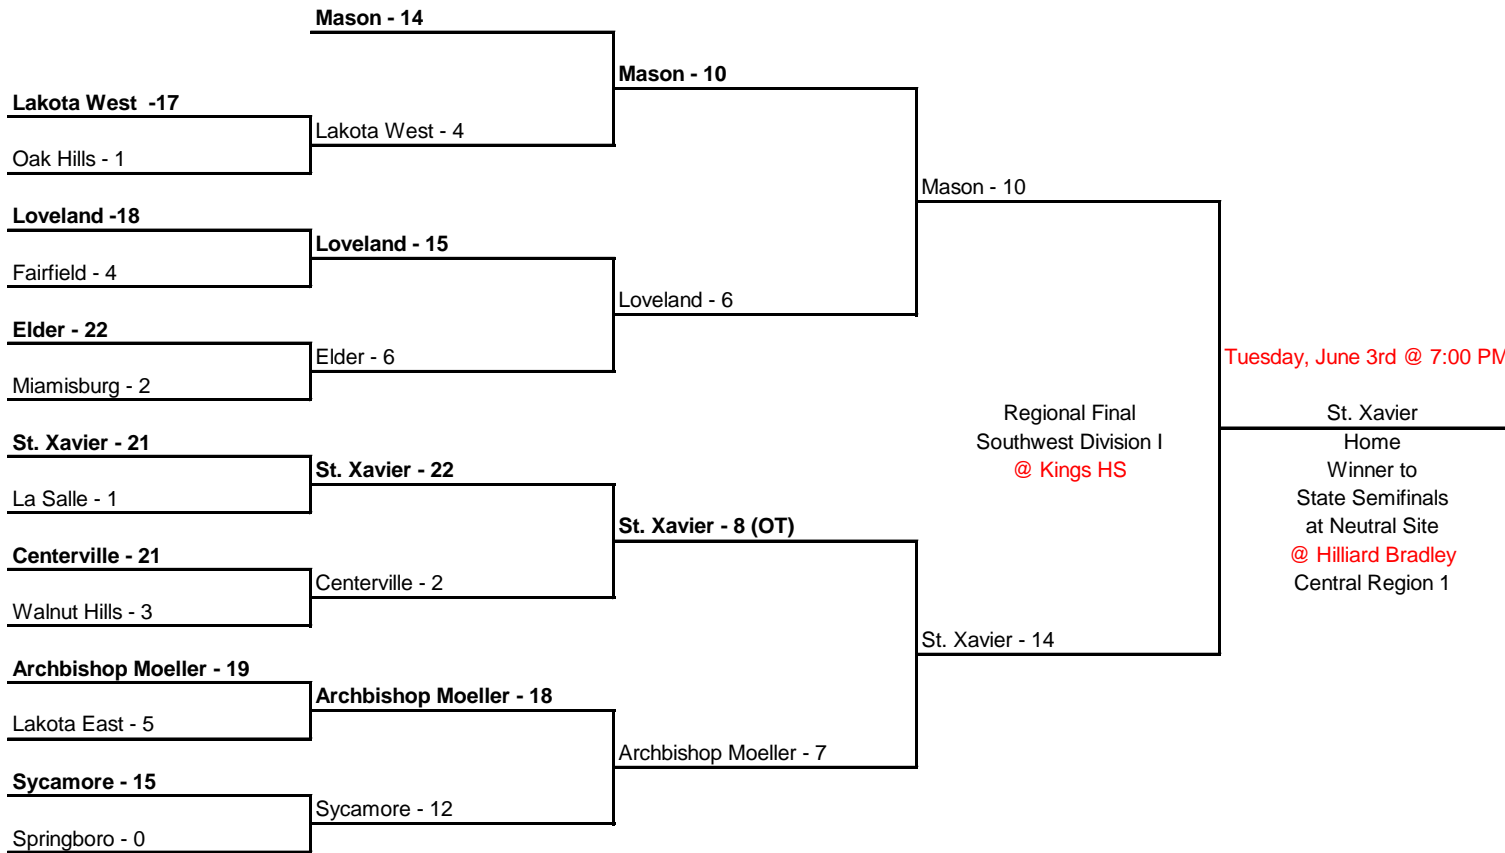 Mason - 14
Mason - 10
Lakota West  -17
Lakota West - 4
Oak Hills - 1
Mason - 10
Loveland -18
Loveland - 15
Fairfield - 4
Loveland - 6
Elder - 22
Elder - 6
Tuesday, June 3rd @ 7:00 PM
Miamisburg - 2
Regional Final
St. Xavier
St. Xavier - 21
Southwest Division I
Home
St. Xavier - 22
@ Kings HS
Winner to
La Salle - 1
State Semifinals
St. Xavier - 8 (OT)
at Neutral Site
Centerville - 21
@ Hilliard Bradley
Centerville - 2
Central Region 1
Walnut Hills - 3
St. Xavier - 14
Archbishop Moeller - 19
Archbishop Moeller - 18
Lakota East - 5
Archbishop Moeller - 7
Sycamore - 15
Sycamore - 12
Springboro - 0